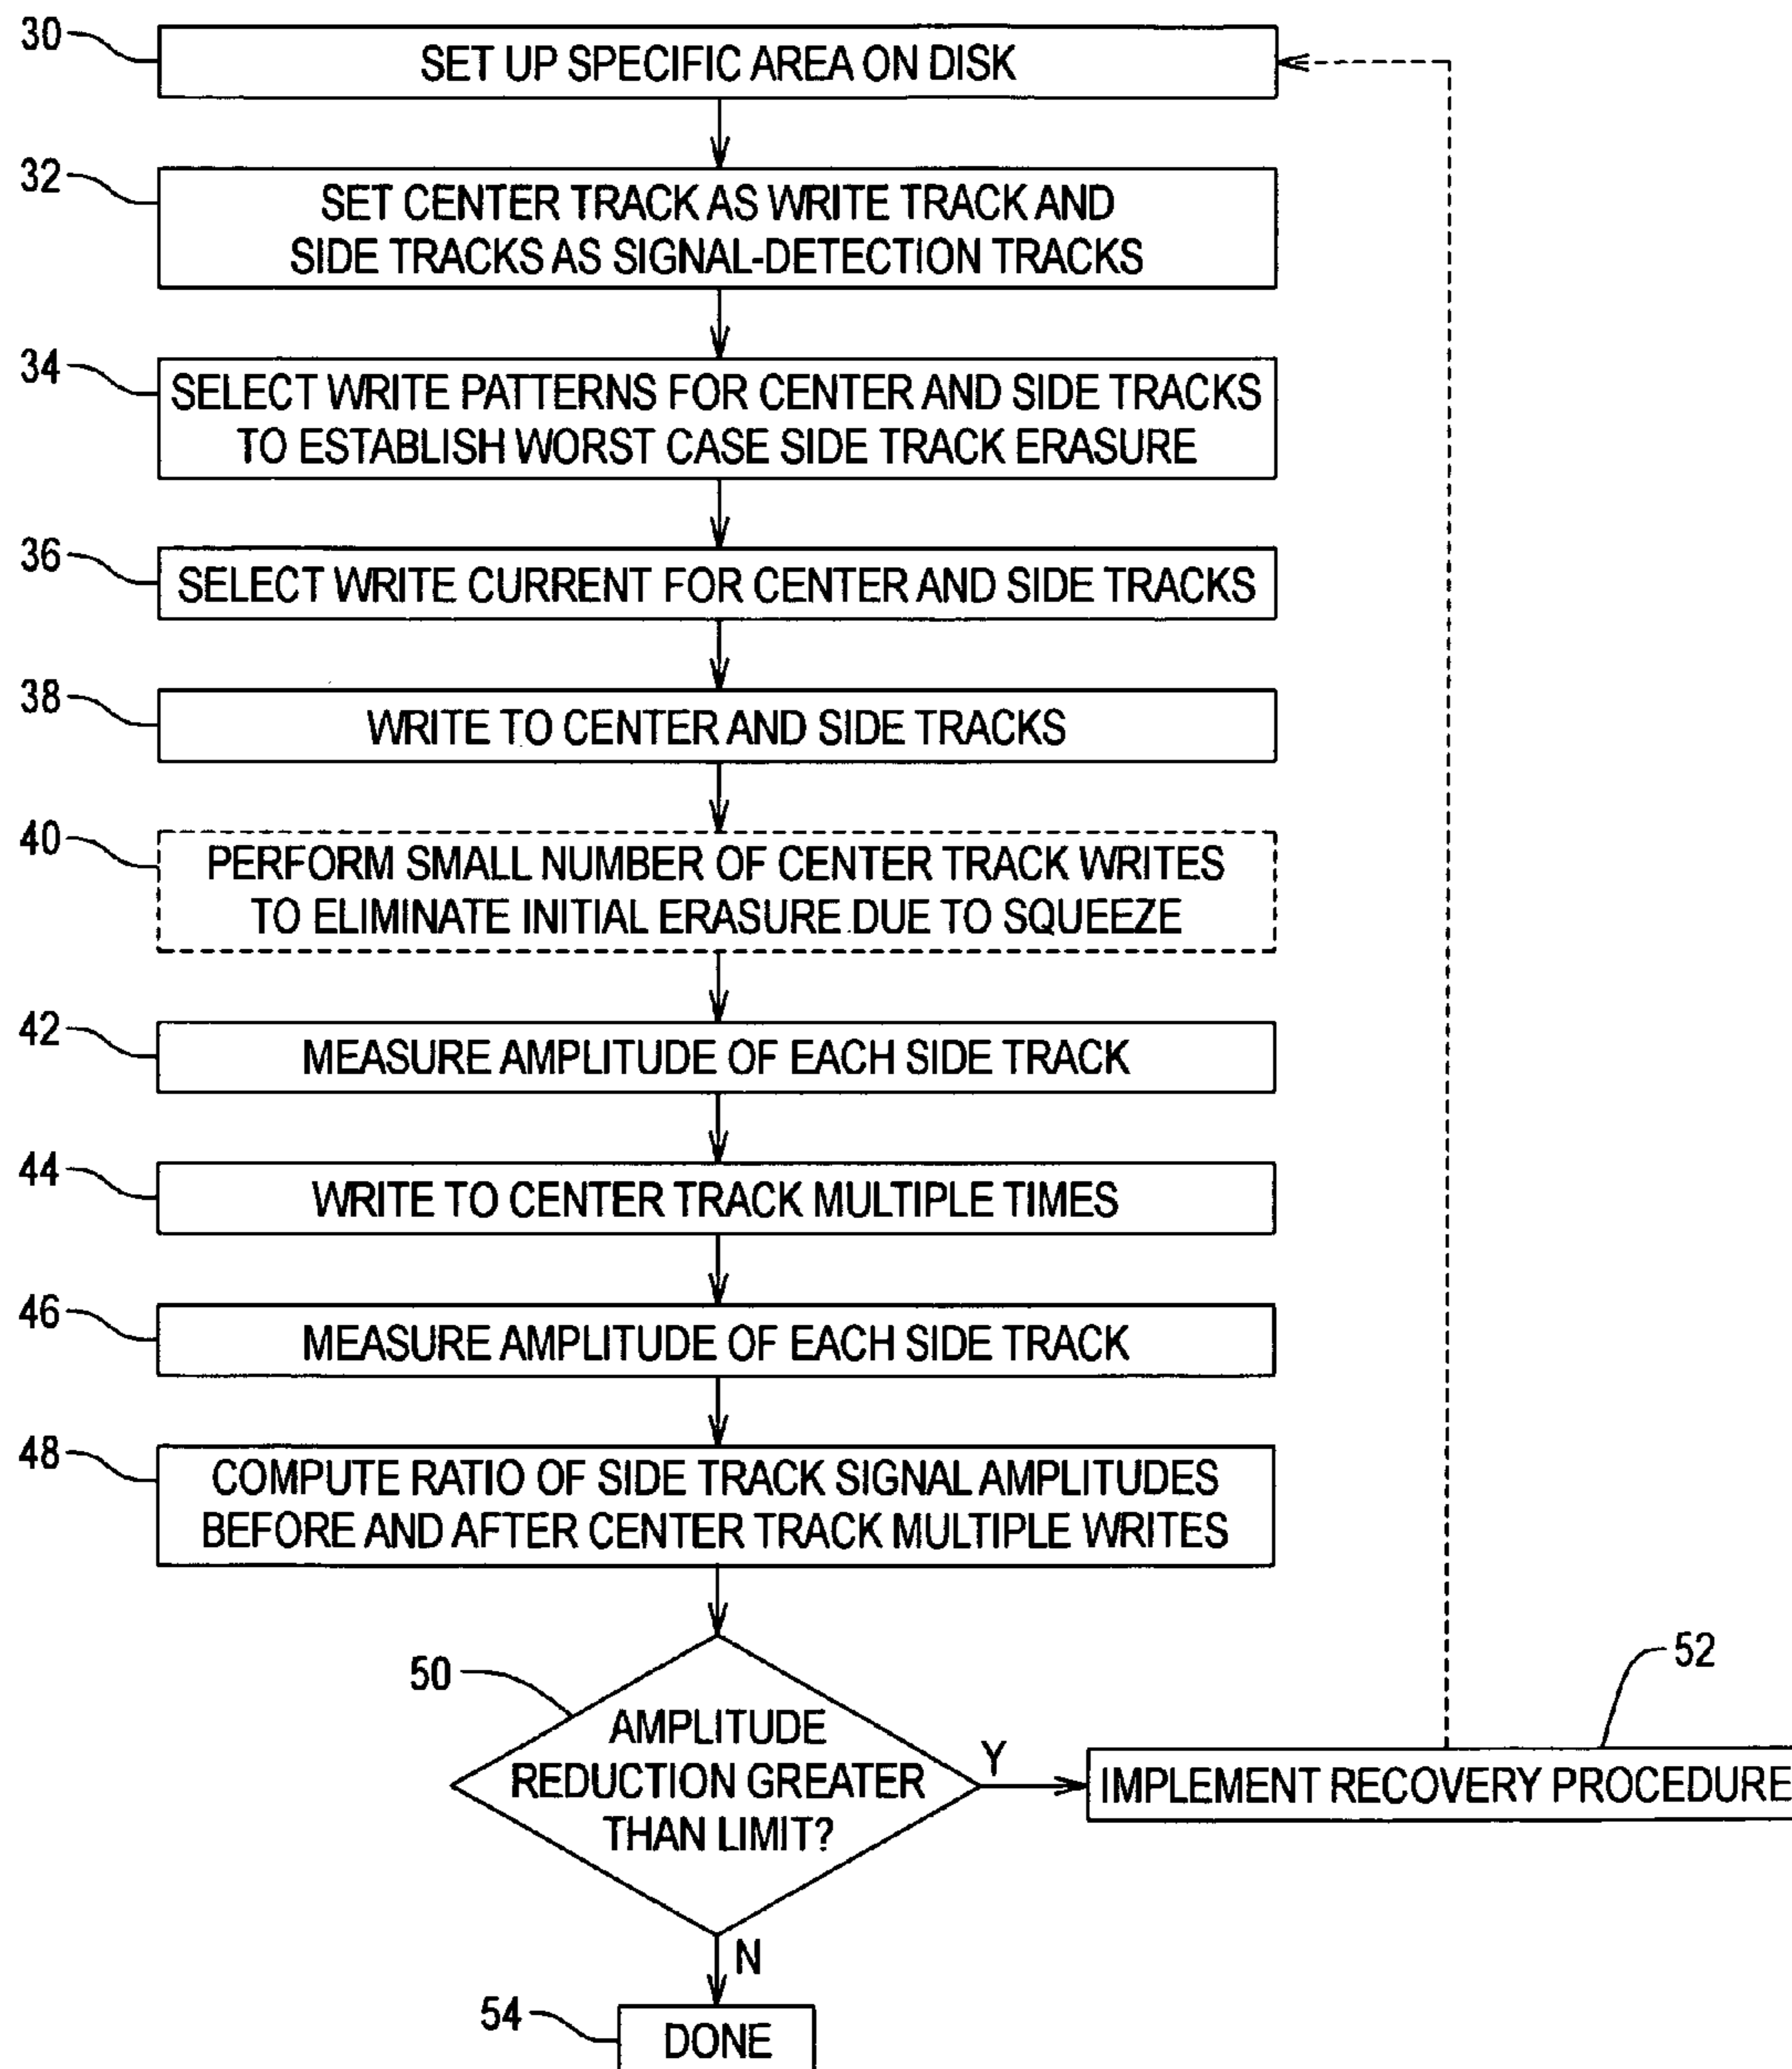 30
SET UP SPECIFIC AREA ON DISK
32
SET CENTER TRACK AS WRITE TRACK AND
SIDE TRACKS AS SIGNAL-DETECTION TRACKS
34
SELECT WRITE PATTERNS FOR CENTER AND SIDE TRACKS
TO ESTABLISH WORST CASE SIDE TRACK ERASURE
36
SELECT WRITE CURRENT FOR CENTER AND SIDE TRACKS
38
WRITE TO CENTER AND SIDE TRACKS
40
PERFORM SMALL NUMBER OF CENTER TRACK WRITES
TO ELIMINATE INITIAL ERASURE DUE TO SQUEEZE
42
MEASURE AMPLITUDE OF EACH SIDE TRACK
44
WRITE TO CENTER TRACK MULTIPLE TIMES
46
MEASURE AMPLITUDE OF EACH SIDE TRACK
48
COMPUTE RATIO OF SIDE TRACK SIGNAL AMPLITUDES
BEFORE AND AFTER CENTER TRACK MULTIPLE WRITES
50
AMPLITUDE
REDUCTION GREATER
THAN LIMIT?
Y
52
IMPLEMENT RECOVERY PROCEDURE
N
54
DONE